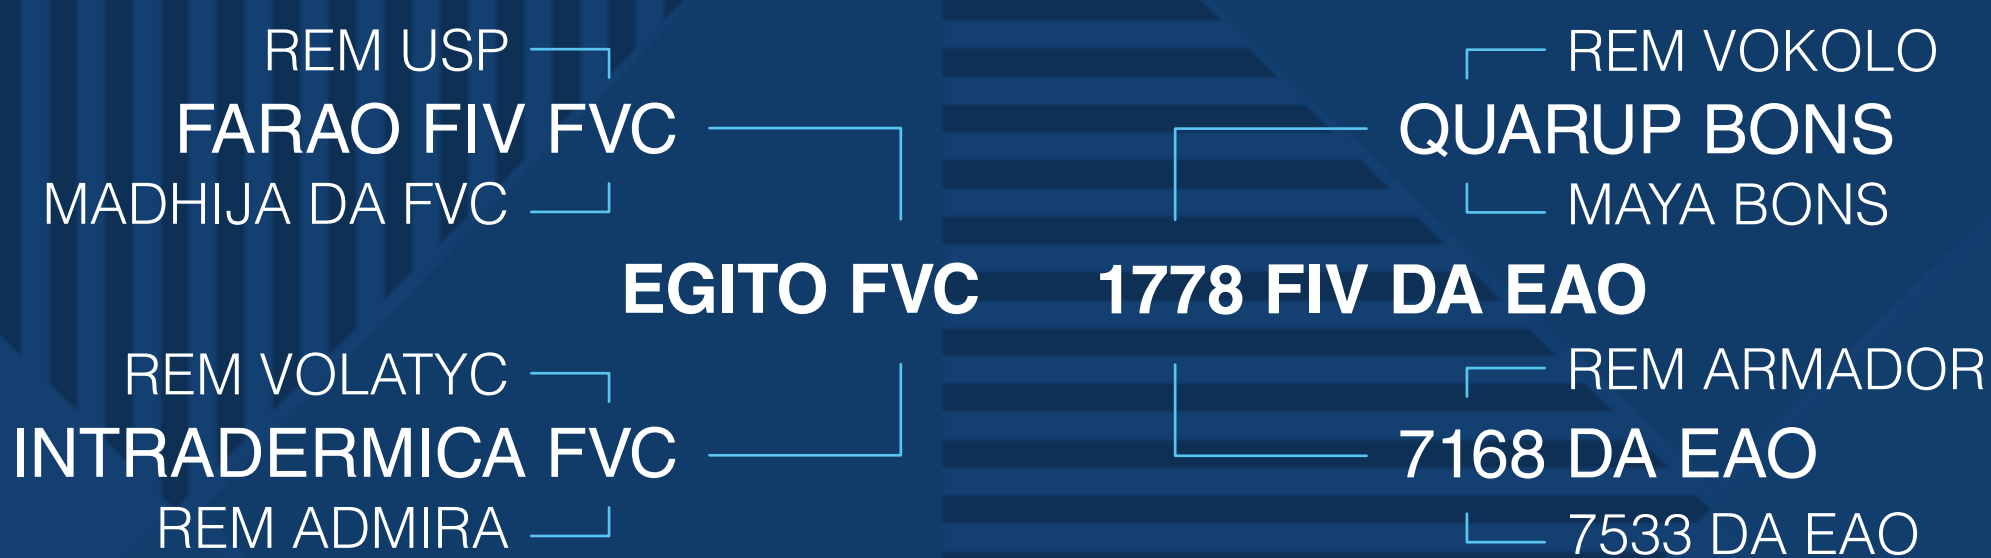 REM USP
REM VOKOLO
FARAO FIV FVC
QUARUP BONS
MADHIJA DA FVC
MAYA BONS
EGITO FVC
1778 FIV DA EAO
REM VOLATYC
REM ARMADOR
INTRADERMICA FVC
7168 DA EAO
REM ADMIRA
7533 DA EAO